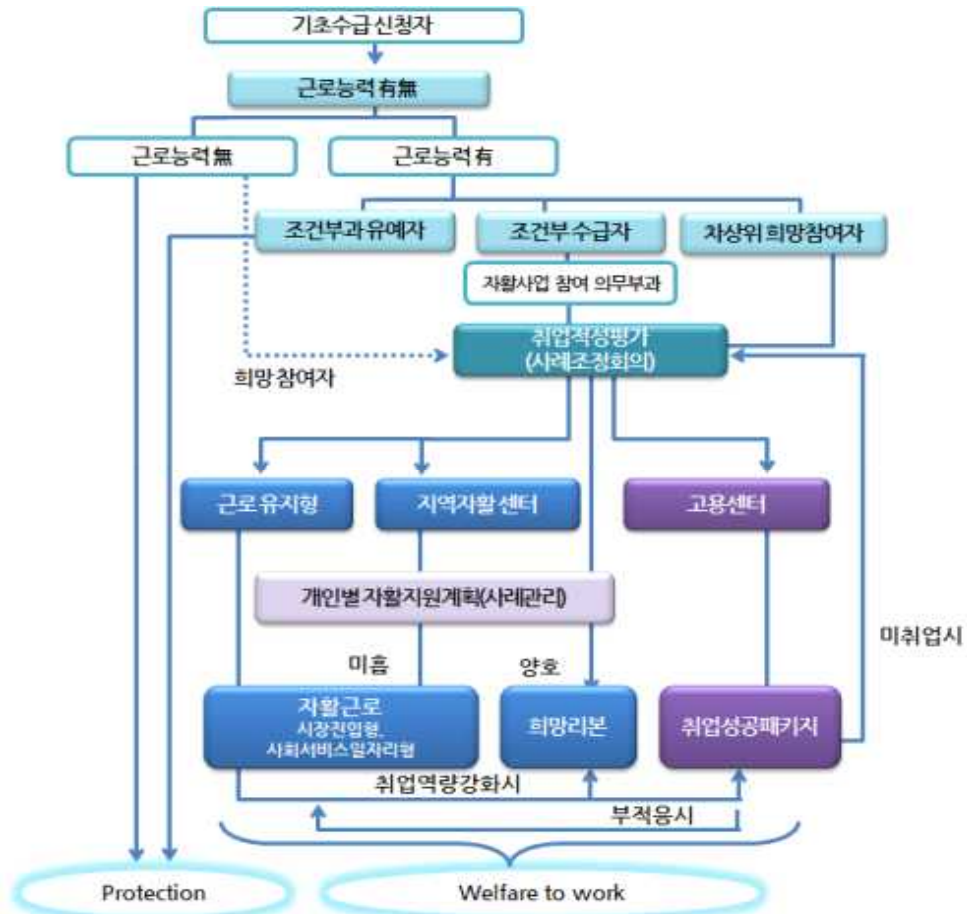 기초수급 신청자
근로능력 有無
근로능력 無
근로능력 有
조건부과 유예자
조건부 수급자
차상위 희망참여자
자활사업 참여 의무부과
취업적성평가
(사례조정회의)
희망 참여자
근로 유지형
지역자활 센터
고용센터
개인별 자활지원계획(사례관리)
미취업시
미흡
양호
자활근로
시장진입형,
사회서비스일자리형
희망리본
취업성공패키지
취업역량강화시
부적응시
Protection
Welfare to work